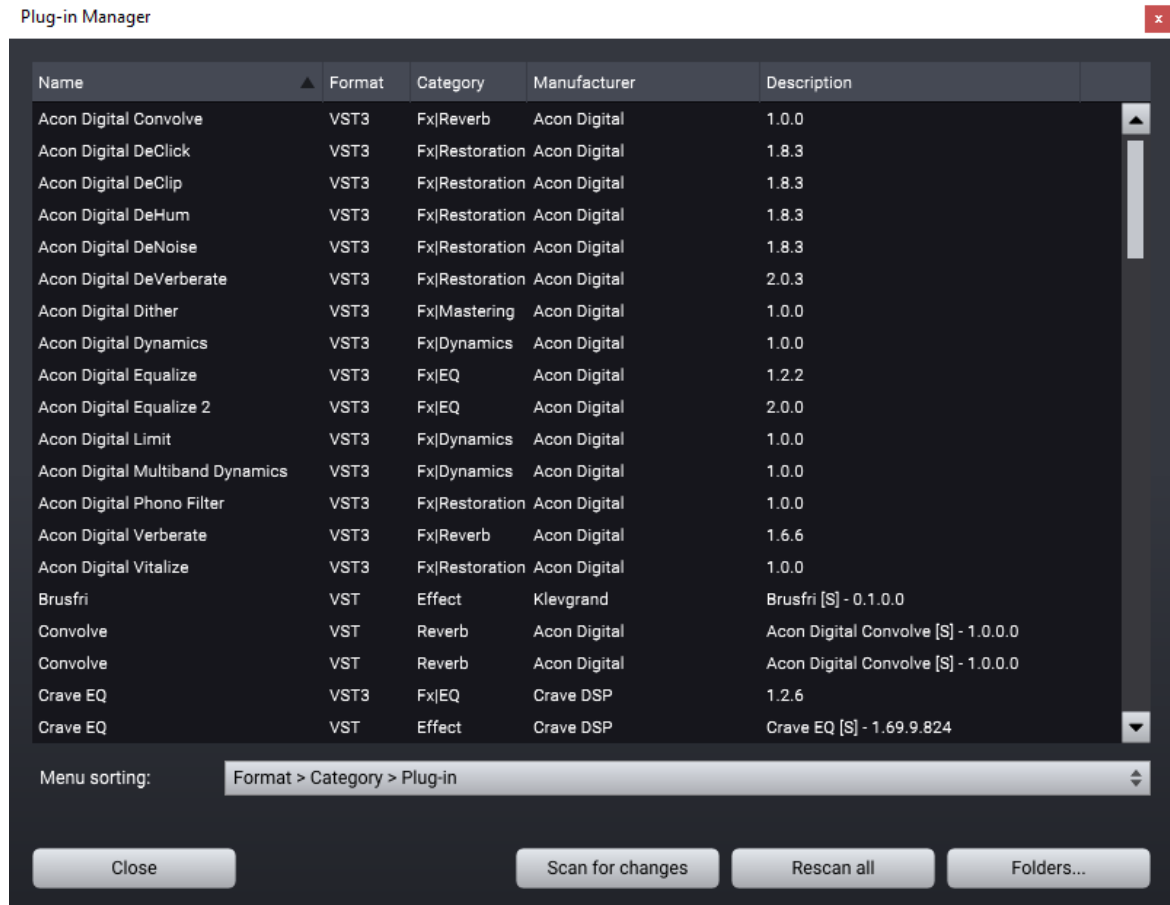 Plug-in Manager
x
Name Format Category Manufacturer Description
Acon Digital Convolve VST3 Fx|Reverb Acon Digital 1.0.0
Acon Digital DeClick VST3 Fx|Restoration Acon Digital 1.8.3
Acon Digital DeClip VST3 Fx|Restoration Acon Digital 1.8.3
Acon Digital DeHum VST3 Fx|Restoration Acon Digital 1.8.3
Acon Digital DeNoise VST3 Fx|Restoration Acon Digital 1.8.3
Acon Digital DeVerberate VST3 Fx|Restoration Acon Digital 2.0.3
Acon Digital Dither VST3 Fx|Mastering Acon Digital 1.0.0
Acon Digital Dynamics VST3 Fx|Dynamics Acon Digital 1.0.0
Acon Digital Equalize VST3 Fx|EQ Acon Digital 1.2.2
Acon Digital Equalize 2 VST3 Fx|EQ Acon Digital 2.0.0
Acon Digital Limit VST3 Fx|Dynamics Acon Digital 1.0.0
Acon Digital Multiband Dynamics VST3 Fx|Dynamics Acon Digital 1.0.0
Acon Digital Phono Filter VST3 Fx|Restoration Acon Digital 1.0.0
Acon Digital Verberate VST3 Fx|Reverb Acon Digital 1.6.6
Acon Digital Vitalize VST3 Fx|Restoration Acon Digital 1.0.0
Brusfri VST Effect Klevgrand Brusfri [S] - 0.1.0.0
Convolve VST Reverb Acon Digital Acon Digital Convolve [S] - 1.0.0.0
Convolve VST Reverb Acon Digital Acon Digital Convolve [S] - 1.0.0.0
Crave EQ VST3 Fx|EQ Crave DSP 1.2.6
Crave EQ VST Effect Crave DSP Crave EQ [S] - 1.69.9.824
Menu sorting: Format > Category > Plug-in
Close Scan for changes Rescan all Folders...